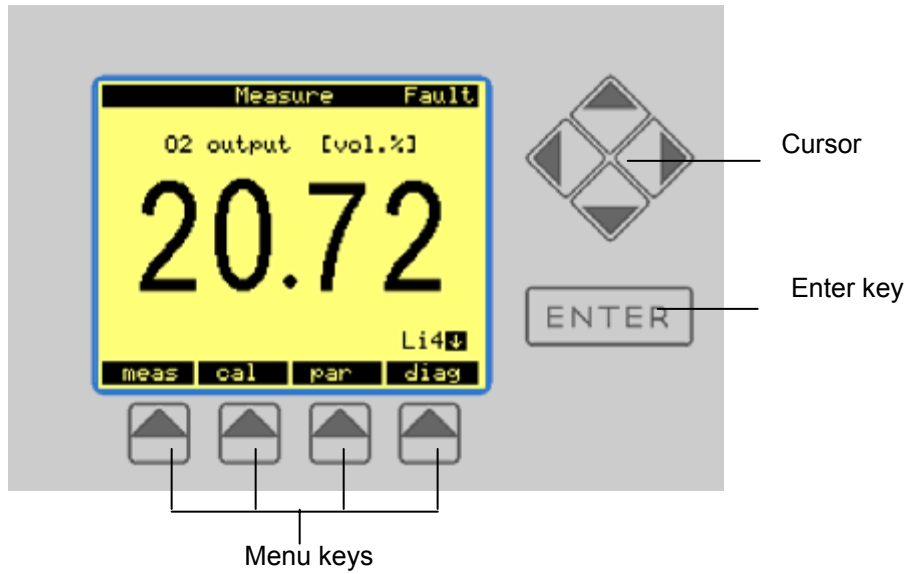 Measure Fault
O2 output [vol.%]
Cursor
20.72
Enter key
ENTER
Li4
meas cal par diag
Menu keys